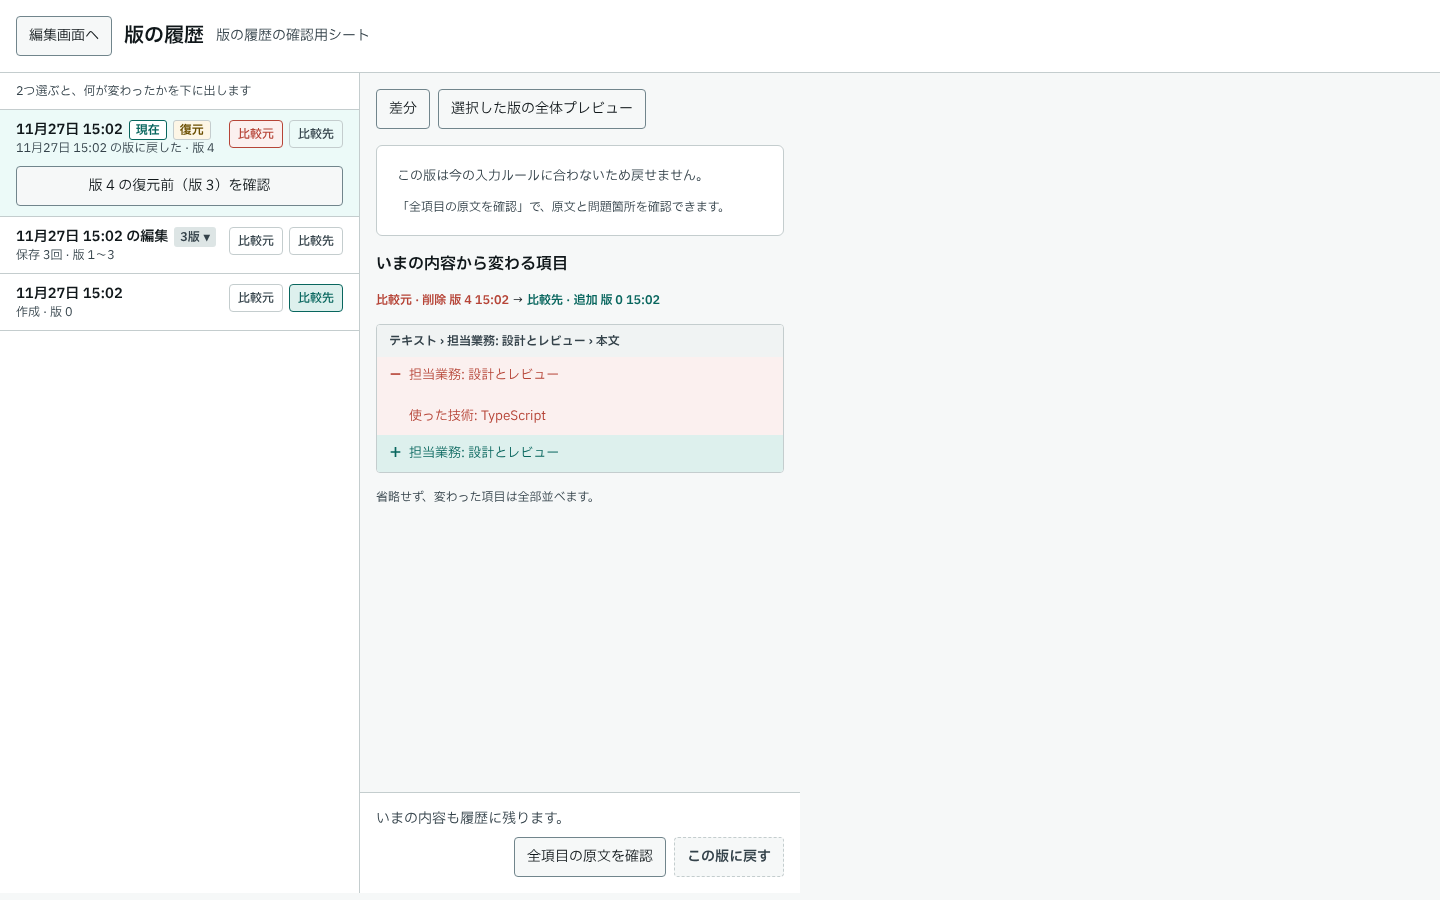 編集画面へ
版の履歴
版の履歴の確認用シート
2つ選ぶと、何が変わったかを下に出します
11月27日 15:02 現在 復元
11月27日 15:02 の版に戻した · 版 4
比較元 比較先
版 4 の復元前（版 3）を確認
11月27日 15:02 の編集 3版 ▾
保存 3回 · 版 1〜3
比較元 比較先
11月27日 15:02
作成 · 版 0
比較元 比較先
差分 選択した版の全体プレビュー
この版は今の入力ルールに合わないため戻せません。
「全項目の原文を確認」で、原文と問題箇所を確認できます。
いまの内容から変わる項目
比較元 · 削除 版 4 15:02 → 比較先 · 追加 版 0 15:02
テキスト › 担当業務: 設計とレビュー › 本文
− 担当業務: 設計とレビュー
使った技術: TypeScript
+ 担当業務: 設計とレビュー
省略せず、変わった項目は全部並べます。
いまの内容も履歴に残ります。
全項目の原文を確認 この版に戻す